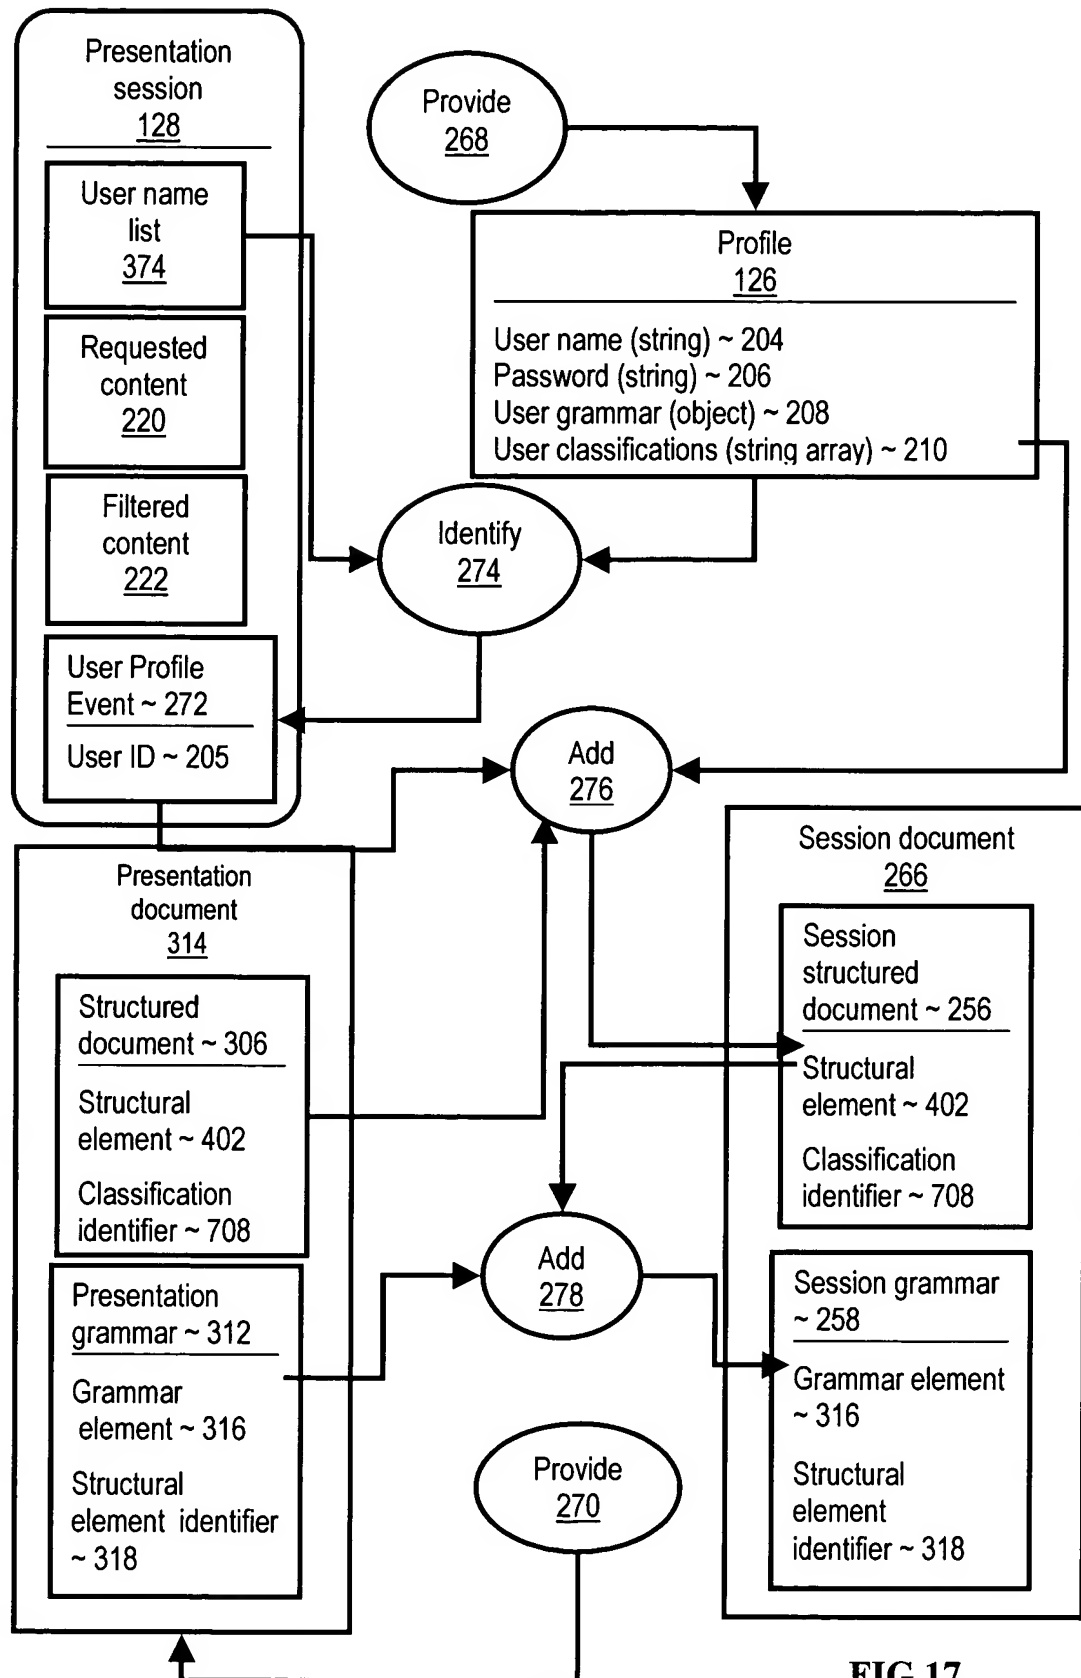 Presentation
session
128
User name
list
374
Requested
content
220
Filtered
content
222
User Profile
Event ~ 272
User ID ~ 205
Provide
268
Profile
126
User name (string) ~ 204
Password (string) ~ 206
User grammar (object) ~ 208
User classifications (string array) ~ 210
Identify
274
Add
276
Presentation
document
314
Structured
document ~ 306
Structural
element ~ 402
Classification
identifier ~ 708
Presentation
grammar ~ 312
Grammar
element ~ 316
Structural
element identifier
~ 318
Add
278
Provide
270
Session document
266
Session
structured
document ~ 256
Structural
element ~ 402
Classification
identifier ~ 708
Session grammar
~ 258
Grammar element
~ 316
Structural
element
identifier ~ 318
FIG 17